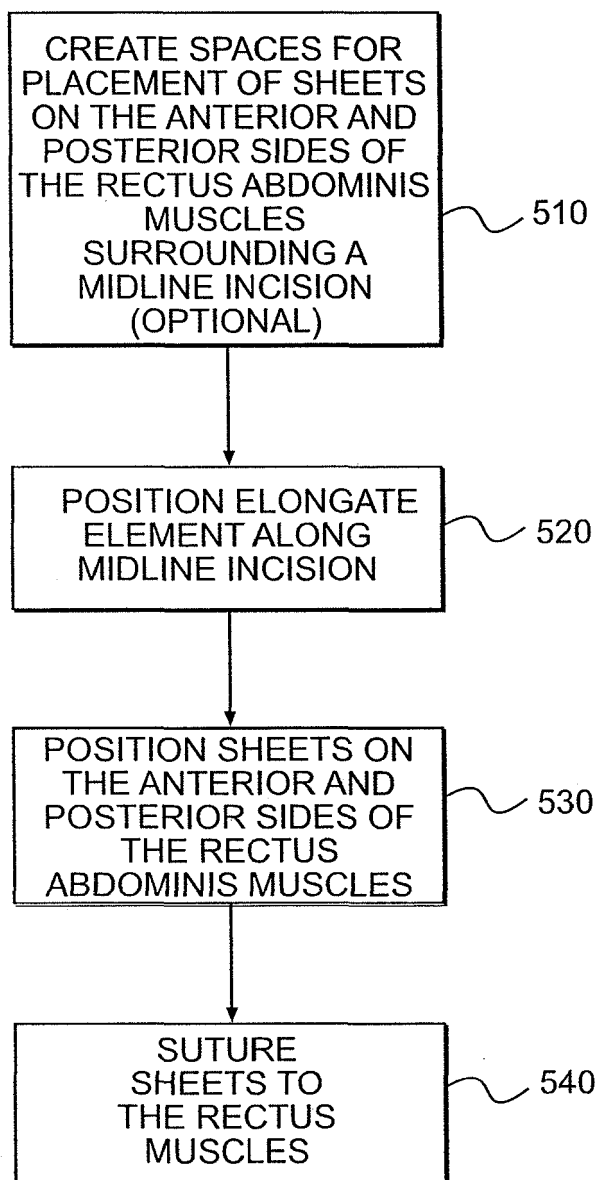 CREATE SPACES FOR
PLACEMENT OF SHEETS
ON THE ANTERIOR AND
POSTERIOR SIDES OF
THE RECTUS ABDOMINIS
MUSCLES
SURROUNDING A
MIDLINE INCISION
(OPTIONAL)
510
POSITION ELONGATE
ELEMENT ALONG
MIDLINE INCISION
520
POSITION SHEETS ON
THE ANTERIOR AND
POSTERIOR SIDES OF
THE RECTUS
ABDOMINIS MUSCLES
530
SUTURE
SHEETS TO
THE RECTUS
MUSCLES
540